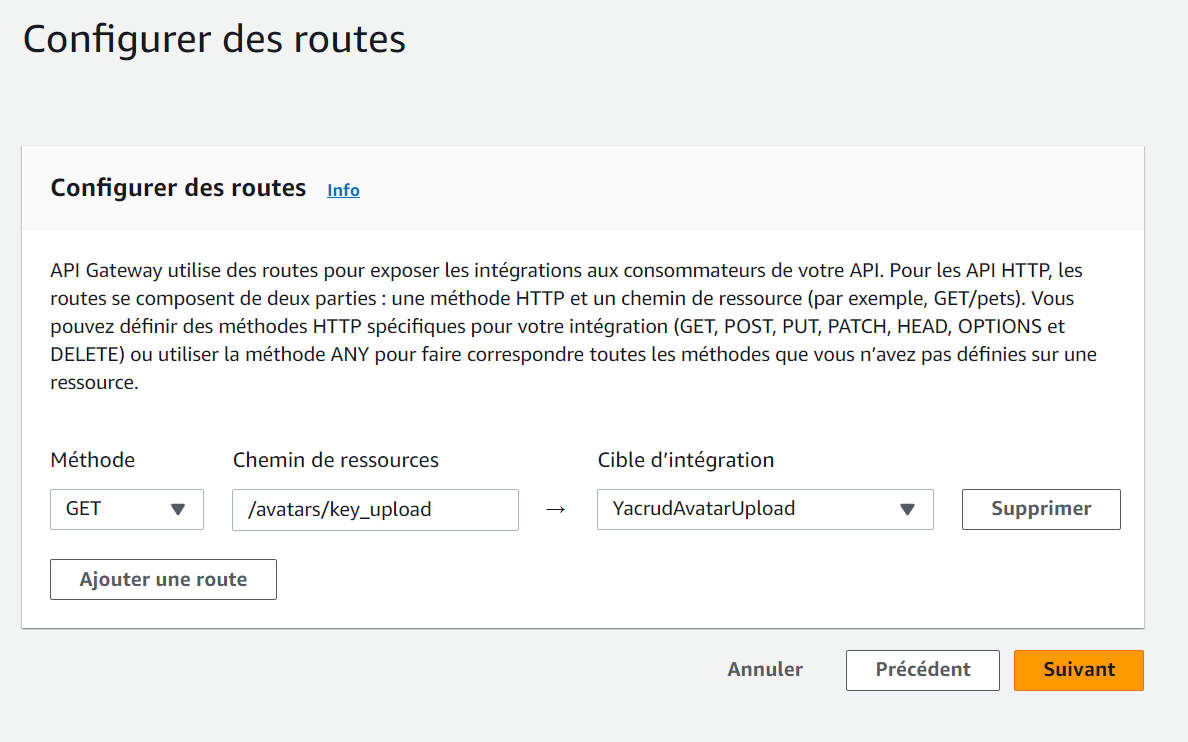 Configurer des routes
Configurer des routes Info
API Gateway utilise des routes pour exposer les intégrations aux consommateurs de votre API. Pour les API HTTP, les
routes se composent de deux parties : une méthode HTTP et un chemin de ressource (par exemple, GET/pets). Vous
pouvez définir des méthodes HTTP spécifiques pour votre intégration (GET, POST, PUT, PATCH, HEAD, OPTIONS et
DELETE) ou utiliser la méthode ANY pour faire correspondre toutes les méthodes que vous n’avez pas définies sur une
ressource.
Méthode Chemin de ressources Cible d’intégration
GET /avatars/key_upload → YacrudAvatarUpload Supprimer
Ajouter une route
Annuler Précédent Suivant